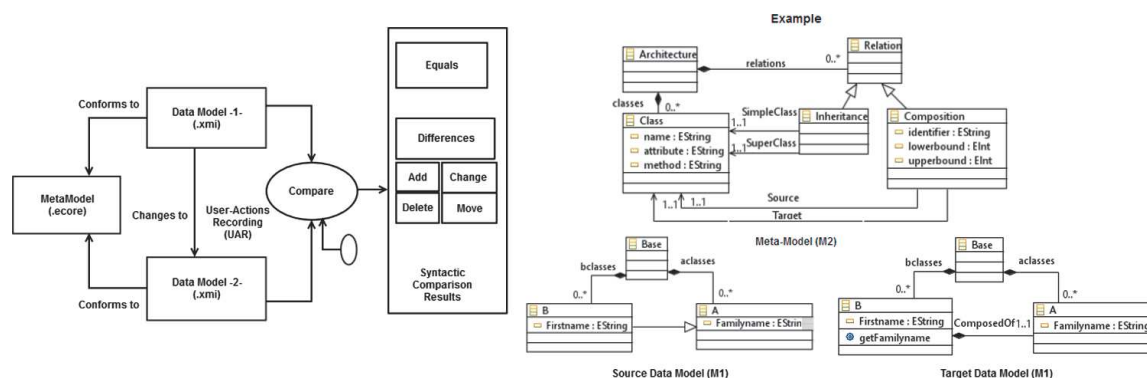 Equals
Conforms to
Data Model -1-
(.xmi)
Differences
Add
Change
Delete
Move
MetaModel
(.ecore)
Changes to
User-Actions
Recording
(UAR)
Compare
Data Model -2-
(.xmi)
Conforms to
Syntactic
Comparison
Results
Example
Architecture
relations
0..*
Relation
classes
0..*
Class
name : EString
attribute : EString
method : EString
SimpleClass
1..1
SuperClass
1..1
Inheritance
Composition
identifier : EString
lowerbound : EInt
upperbound : EInt
Source
1..1
1..1
Target
Meta-Model (M2)
Base
bclasses
aclasses
0..*
0..*
B
Firstname : EString
A
Familyname : EStrin
Source Data Model (M1)
Base
bclasses
aclasses
0..*
0..*
B
Firstname : EString
getFamilyname
ComposedOf
1..1
A
Familyname : EString
Target Data Model (M1)